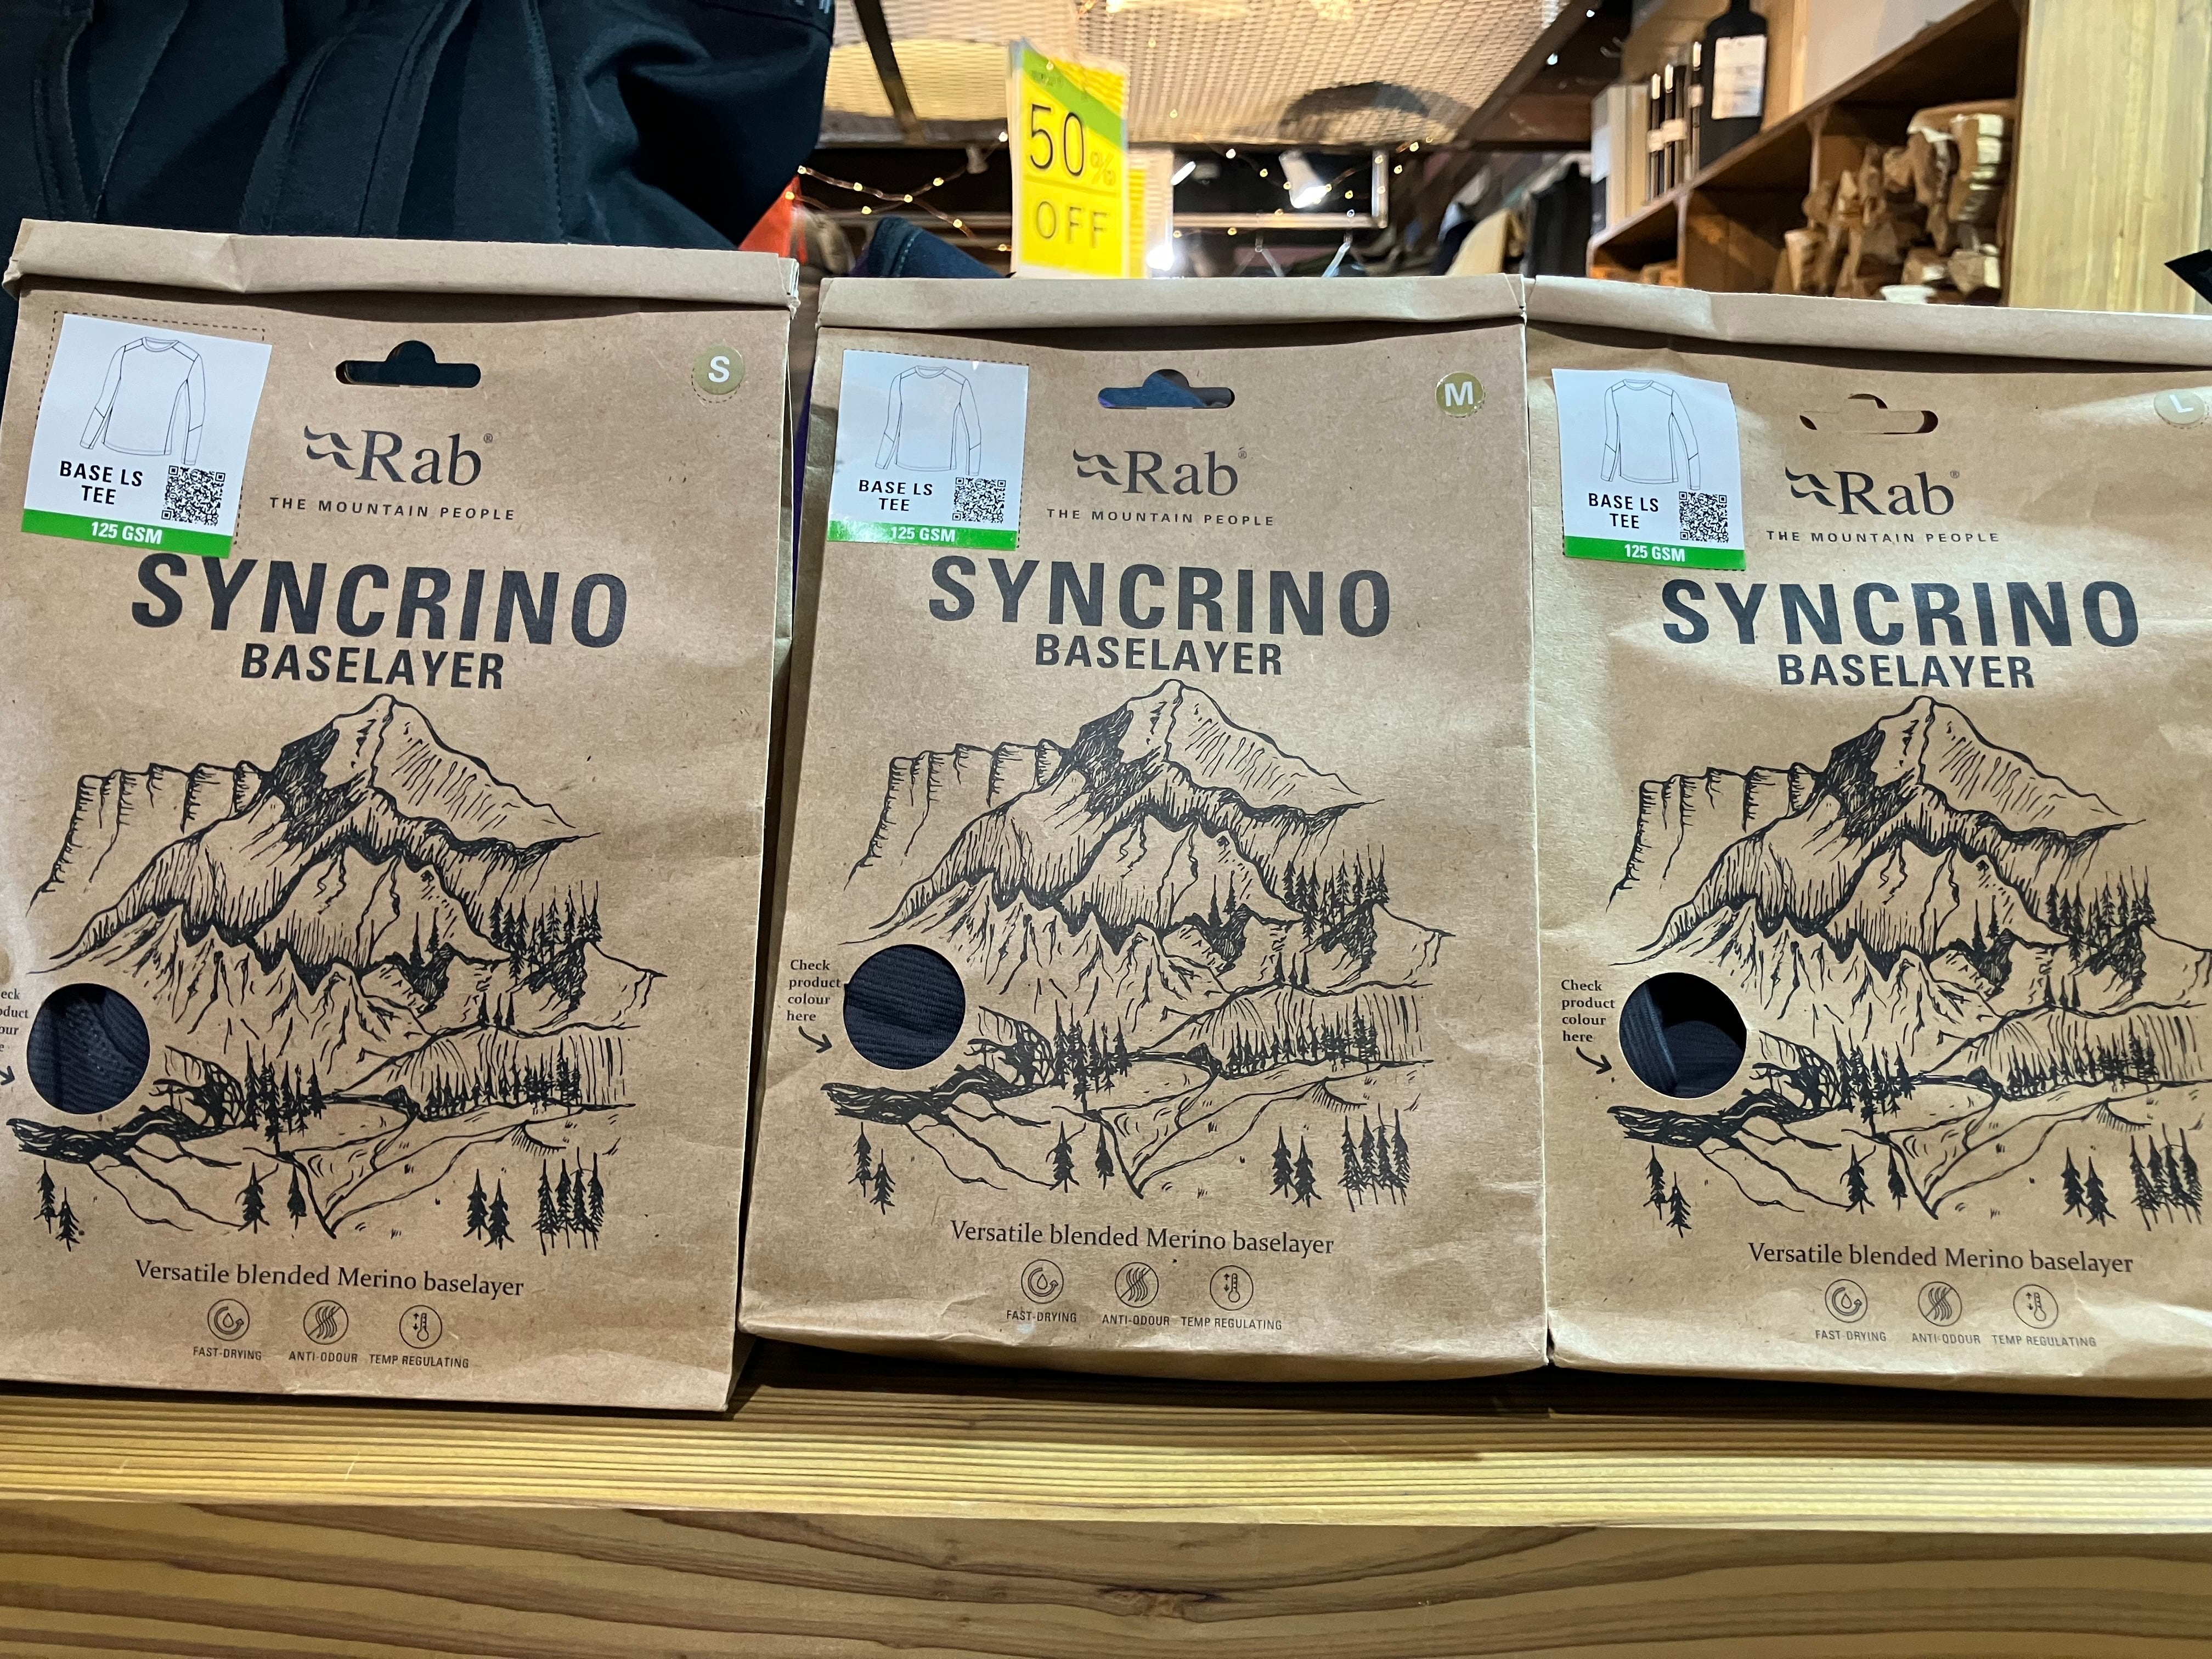 50%
OFF
S
BASE LS
TEE
125 GSM
Rab®
THE MOUNTAIN PEOPLE
SYNCRINO
BASELAYER
Versatile blended Merino baselayer
FAST-DRYING
ANTI-ODOUR
TEMP REGULATING
M
BASE LS
TEE
125 GSM
Rab®
THE MOUNTAIN PEOPLE
SYNCRINO
BASELAYER
Check
product
colour
here
Versatile blended Merino baselayer
FAST-DRYING
ANTI-ODOUR
TEMP REGULATING
L
BASE LS
TEE
125 GSM
Rab®
THE MOUNTAIN PEOPLE
SYNCRINO
BASELAYER
Check
product
colour
here
Versatile blended Merino baselayer
FAST-DRYING
ANTI-ODOUR
TEMP REGULATING